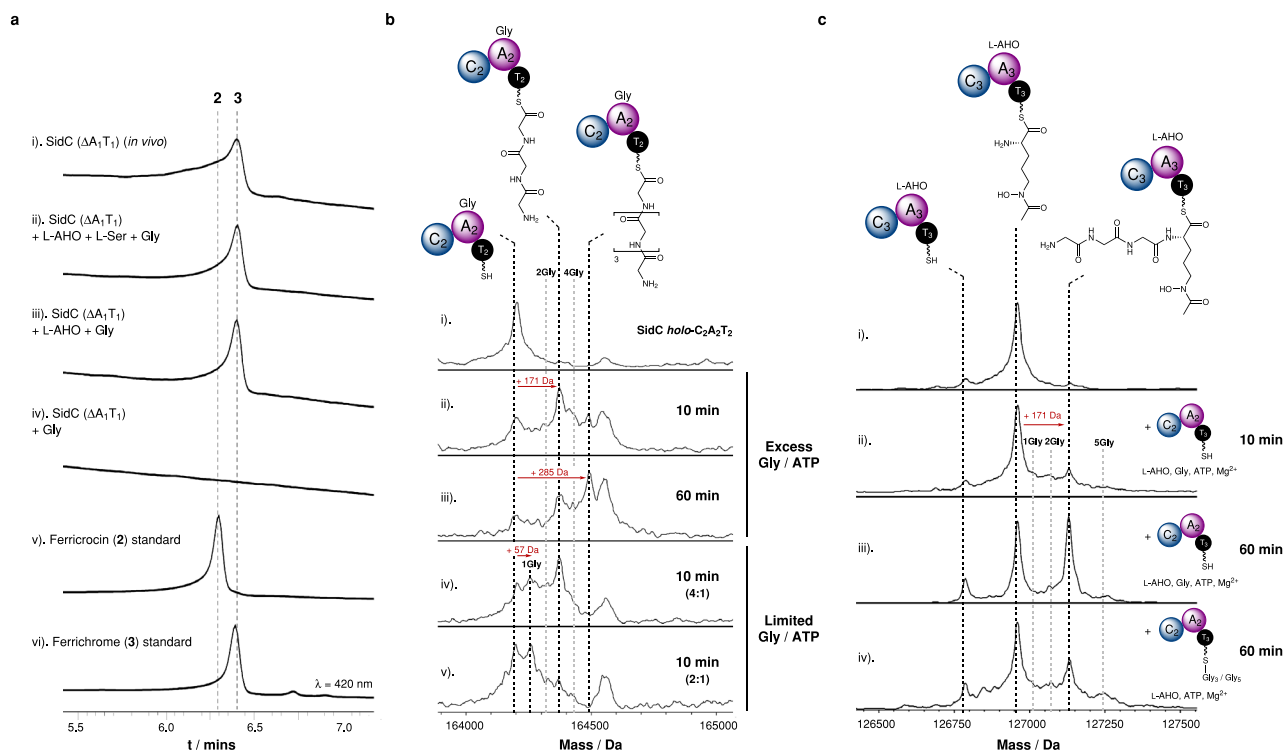 a
2 3
i). SidC (ΔA₁T₁) (in vivo)
ii). SidC (ΔA₁T₁)
+ L-AHO + L-Ser + Gly
iii). SidC (ΔA₁T₁)
+ L-AHO + Gly
iv). SidC (ΔA₁T₁)
+ Gly
v). Ferricrocin (2) standard
vi). Ferrichrome (3) standard
λ = 420 nm
5.5 6.0 6.5 7.0
t / mins
b
Gly
C₂ A₂
T₂
S
O
NH
O
NH
O
NH
O
NH₂
Gly
C₂ A₂
T₂
S
O
NH
O
NH
3
O
NH₂
Gly
C₂ A₂
T₂
SH
2Gly
4Gly
i).
SidC holo-C₂A₂T₂
+ 171 Da
ii).
10 min
+ 285 Da
iii).
60 min
Excess
Gly / ATP
+ 57 Da
1Gly
iv).
10 min
(4:1)
v).
10 min
(2:1)
Limited
Gly / ATP
164000 164500 165000
Mass / Da
c
L-AHO
C₃ A₃
T₃
S
O
H₂N
N
HO
O
L-AHO
C₃ A₃
T₃
SH
L-AHO
C₃ A₃
T₃
S
O
H₂N
O
H
N
O
N
H
O
H
N
HO
N
O
i).
ii).
+ 171 Da
1Gly 2Gly
5Gly
+ C₂ A₂
T₃
SH
L-AHO, Gly, ATP, Mg²⁺
10 min
iii).
+ C₂ A₂
T₃
SH
L-AHO, Gly, ATP, Mg²⁺
60 min
iv).
+ C₂ A₂
T₃
S
Gly₃ / Gly₅
L-AHO, ATP, Mg²⁺
60 min
126500 126750 127000 127250 127500
Mass / Da